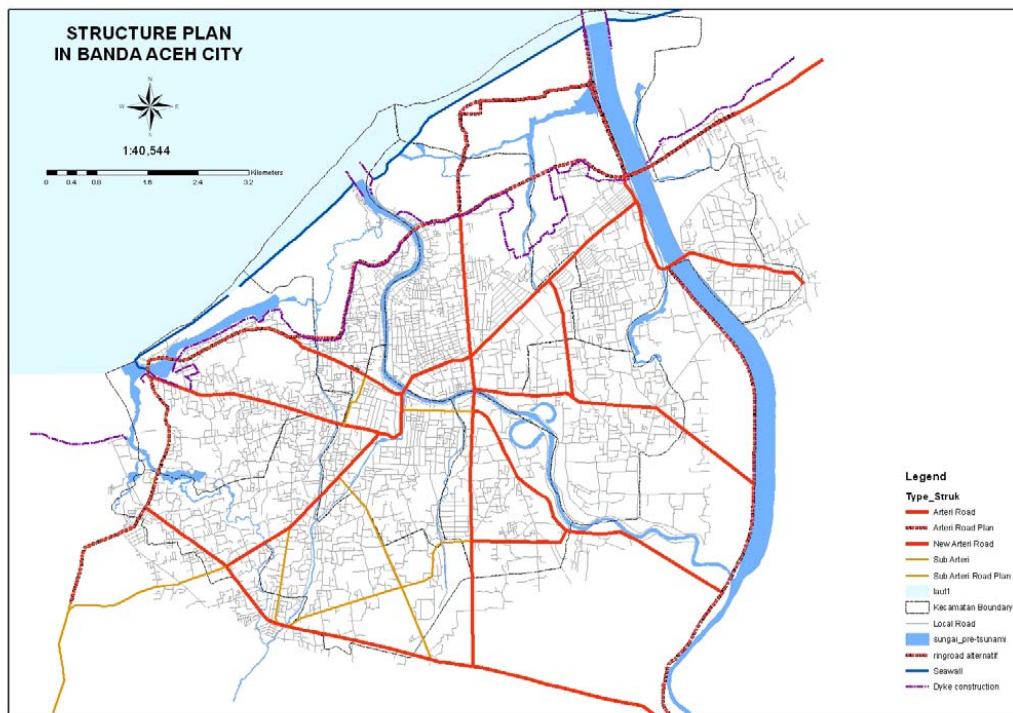 STRUCTURE PLAN
IN BANDA ACEH CITY
N
W E
S
1:40,544
Kilometers
0 0.4 0.8 1.6 2.4 3.2
Legend
Type_Struk
Arteri Road
Arteri Road Plan
New Arteri Road
Sub Arteri
Sub Arteri Road Plan
laut1
Kecamatan Boundary
Local Road
sungai_pre-tsunami
ringroad alternatif
Seawall
Dyke construction